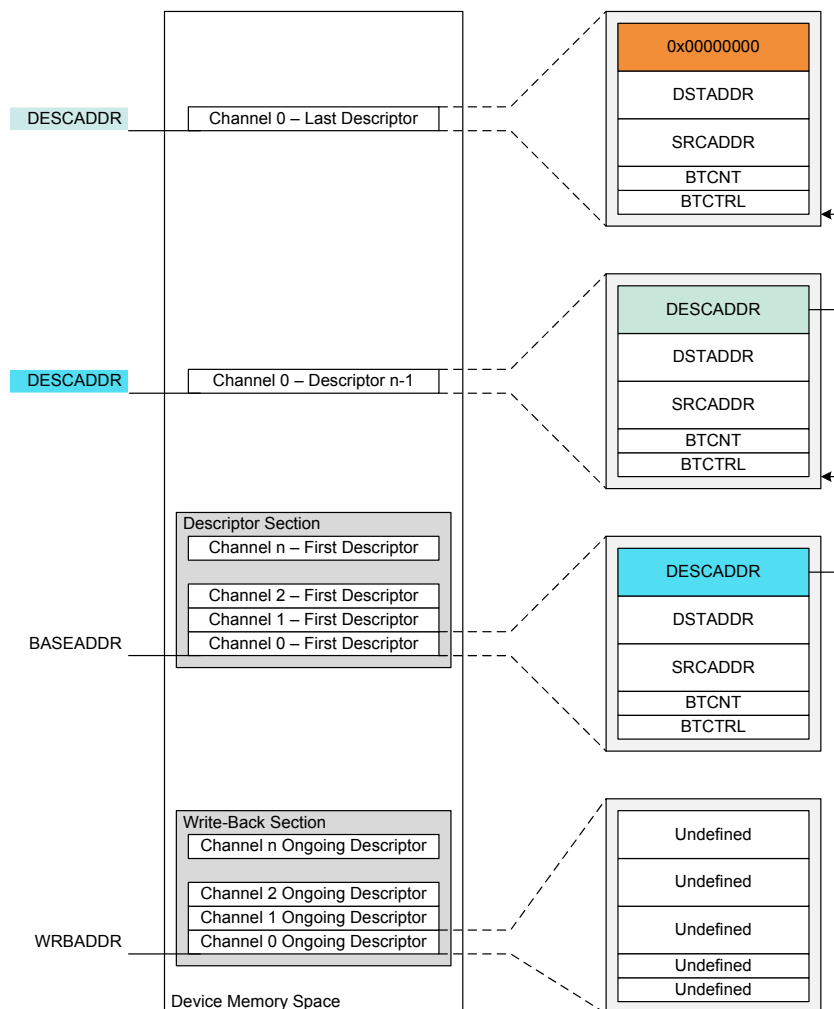 0x00000000
DSTADDR
DESCADDR
Channel 0 – Last Descriptor
SRCADDR
BTCNT
BTCTRL
DESCADDR
DSTADDR
DESCADDR
Channel 0 – Descriptor n-1
SRCADDR
BTCNT
BTCTRL
Descriptor Section
Channel n – First Descriptor
DESCADDR
Channel 2 – First Descriptor
Channel 1 – First Descriptor
DSTADDR
BASEADDR
Channel 0 – First Descriptor
SRCADDR
BTCNT
BTCTRL
Write-Back Section
Channel n Ongoing Descriptor
Undefined
Undefined
Channel 2 Ongoing Descriptor
Channel 1 Ongoing Descriptor
Undefined
WRBADDR
Channel 0 Ongoing Descriptor
Undefined
Undefined
Device Memory Space